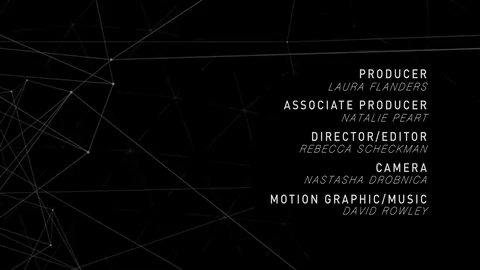 PRODUCER
LAURA FLANDERS
ASSOCIATE PRODUCER
NATALIE PEART
DIRECTOR/EDITOR
REBECCA SCHECKMAN
CAMERA
NASTASHA DROBNICA
MOTION GRAPHIC/MUSIC
DAVID ROWLEY